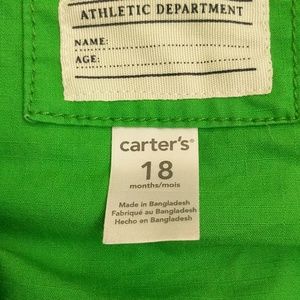 ATHLETIC DEPARTMENT
NAME:
AGE:
carter's®
18
months/mois
Made in Bangladesh
Fabriqué au Bangladesh
Hecho en Bangladesh